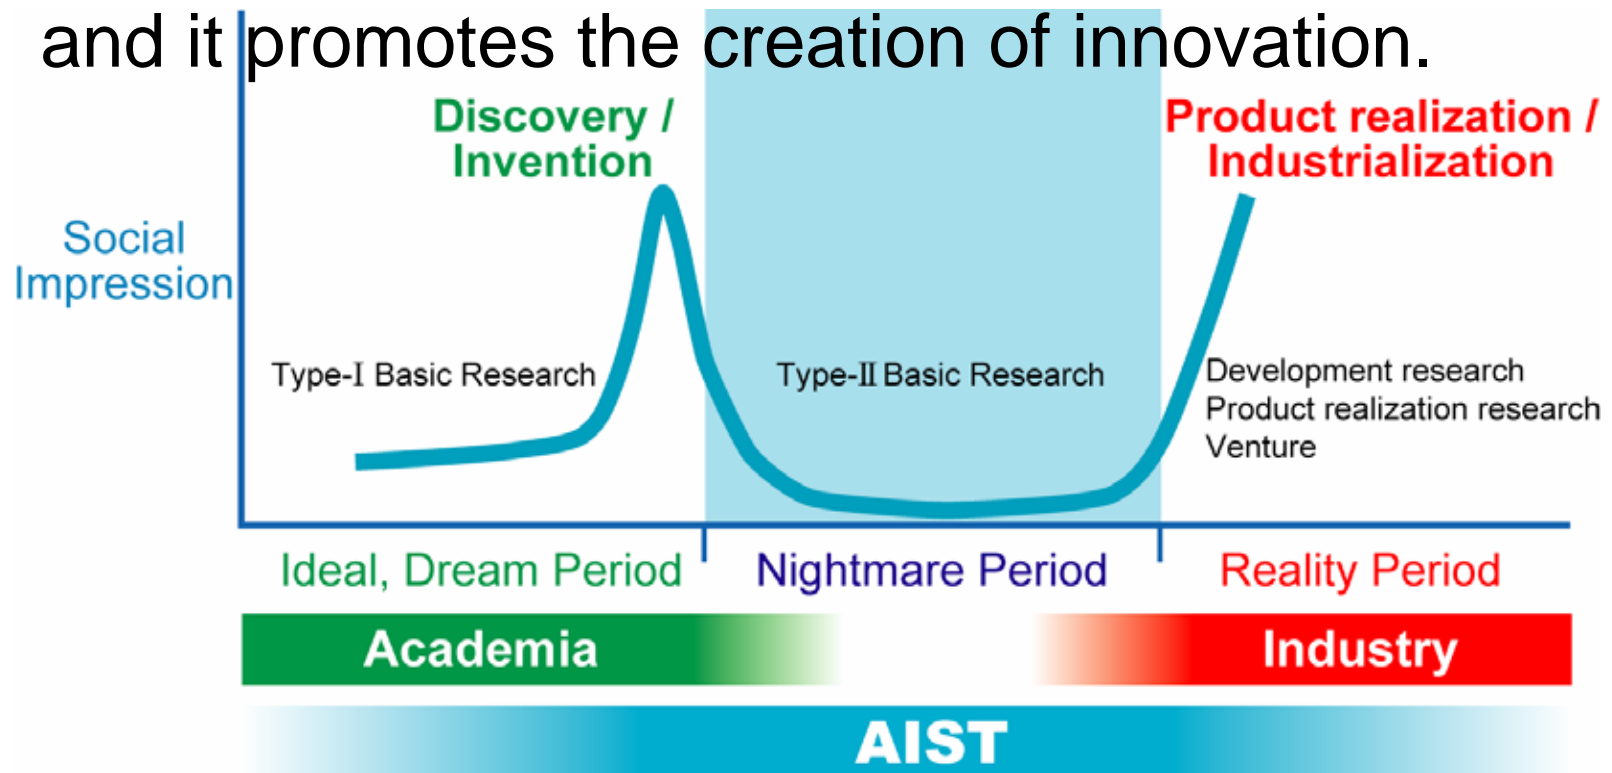 and it promotes the creation of innovation.
Discovery /
Invention
Product realization /
Industrialization
Social
Impression
Type-Ⅰ Basic Research
Type-Ⅱ Basic Research
Development research
Product realization research
Venture
Ideal, Dream Period
Nightmare Period
Reality Period
Academia
Industry
AIST